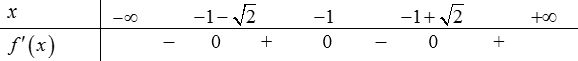 x −∞ −1−√2 −1 −1+√2 +∞
f′(x) − 0 + 0 − 0 +